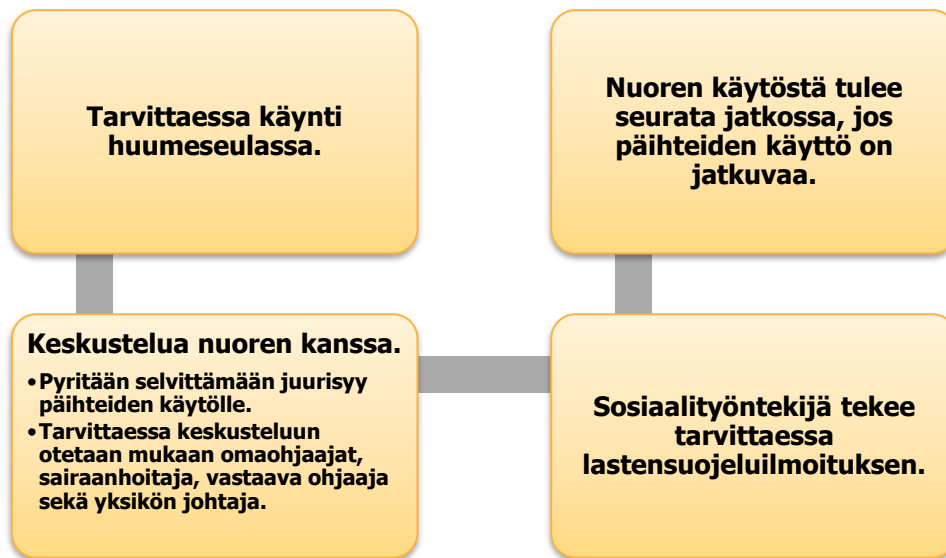 Tarvittaessa käynti
huumeseulassa.
Keskustelua nuoren kanssa.
•Pyritään selvittämään juurisyy
päihteiden käytölle.
•Tarvittaessa keskusteluun
otetaan mukaan omaohjaajat,
sairaanhoitaja, vastaava ohjaaja
sekä yksikön johtaja.
Sosiaalityöntekijä tekee
tarvittaessa
lastensuojeluilmoituksen.
Nuoren käytöstä tulee
seurata jatkossa, jos
päihteiden käyttö on
jatkuvaa.